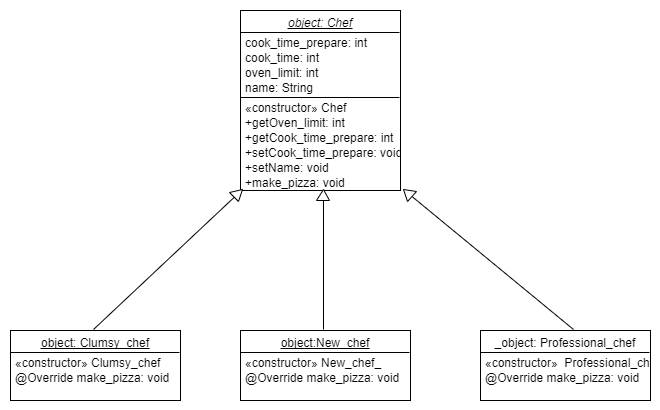 object: Chef
cook_time_prepare: int
cook_time: int
oven_limit: int
name: String
«constructor» Chef
+getOven_limit: int
+getCook_time_prepare: int
+setCook_time_prepare: void
+setName: void
+make_pizza: void
object: Clumsy_chef
«constructor» Clumsy_chef
@Override make_pizza: void
object:New_chef
«constructor» New_chef_
@Override make_pizza: void
_object: Professional_chef
«constructor» Professional_ch
@Override make_pizza: void